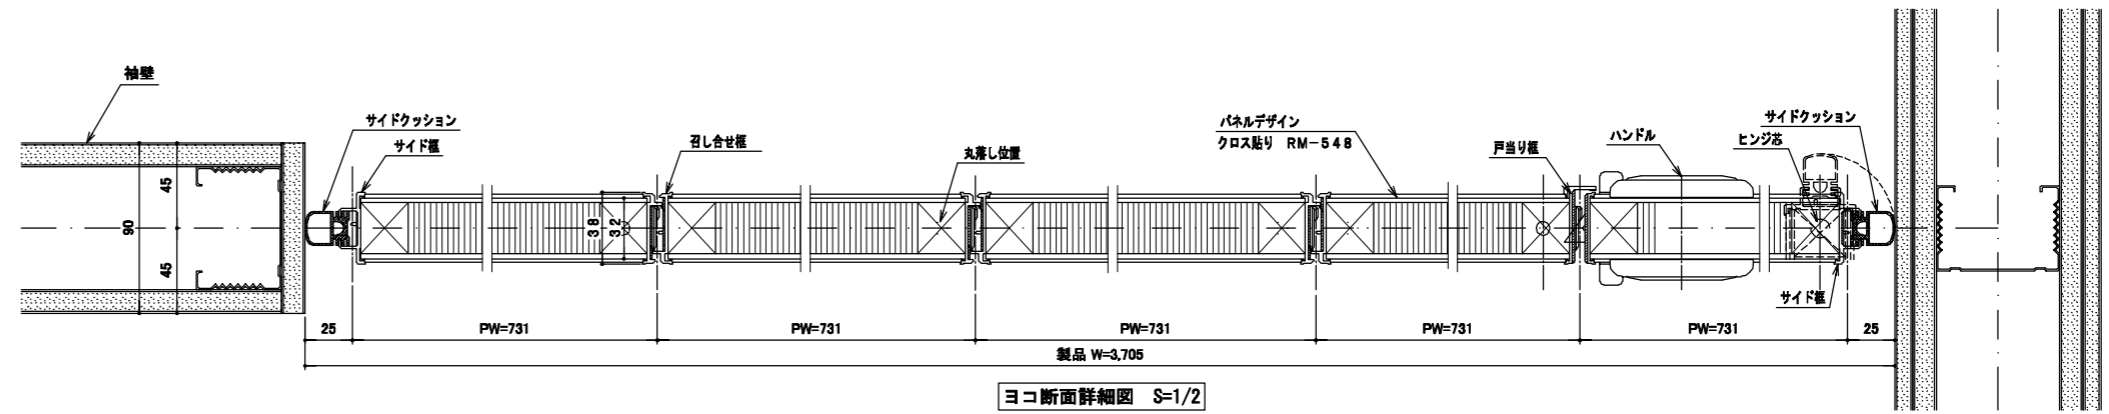 袖壁
サイドクッション
サイド框
召し合せ框
丸落し位置
パネルデザイン
クロス貼り RM-548
戸当り框
ハンドル
ヒンジ芯
サイドクッション
サイド框
45
90
45
38
32
25
PW=731
PW=731
PW=731
PW=731
PW=731
25
製品 W=3,705
ヨコ断面詳細図 S=1/2